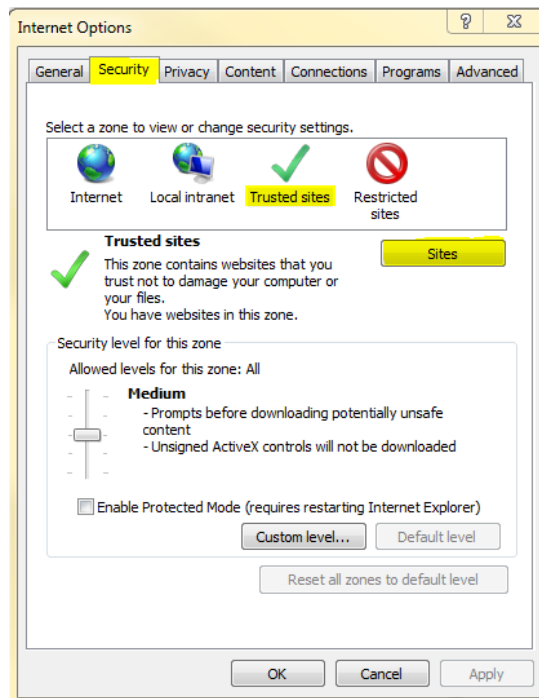 Internet Options
General Security Privacy Content Connections Programs Advanced
Select a zone to view or change security settings.
Internet Local intranet Trusted sites Restricted
sites
Trusted sites
Sites
This zone contains websites that you
trust not to damage your computer or
your files.
You have websites in this zone.
Security level for this zone
Allowed levels for this zone: All
Medium
- Prompts before downloading potentially unsafe
content
- Unsigned ActiveX controls will not be downloaded
Enable Protected Mode (requires restarting Internet Explorer)
Custom level... Default level
Reset all zones to default level
OK Cancel Apply